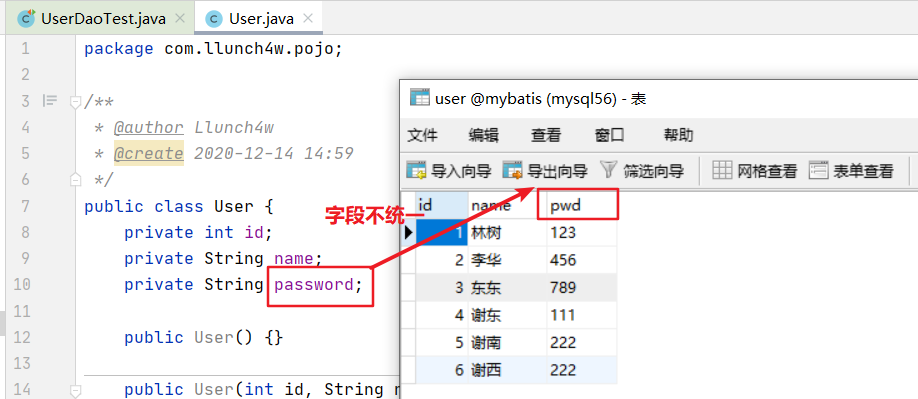 UserDaoTest.java
User.java
1 package com.llunch4w.pojo;
2
3 /**
4 * @author Llunch4w
5 * @create 2020-12-14 14:59
6 */
7 public class User {
8 private int id;
9 private String name;
10 private String password;
11
12 public User() {}
13
14 public User(int id, String n
字段不统一
user @mybatis (mysql56) - 表
文件 编辑 查看 窗口 帮助
导入向导 导出向导 筛选向导 网格查看 表单查看
id name pwd
1 林树 123
2 李华 456
3 东东 789
4 谢东 111
5 谢南 222
6 谢西 222